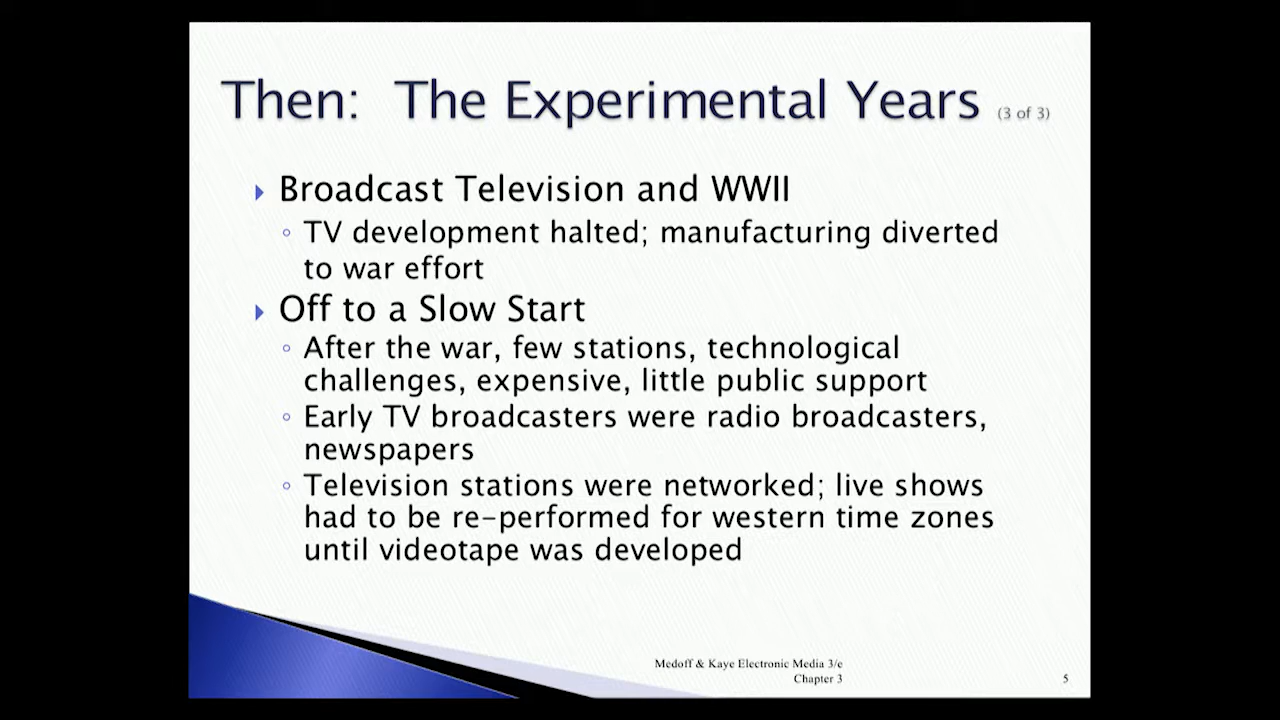 Then: The Experimental Years (3 of 3)
Broadcast Television and WWII
TV development halted; manufacturing diverted
to war effort
Off to a Slow Start
After the war, few stations, technological
challenges, expensive, little public support
Early TV broadcasters were radio broadcasters,
newspapers
Television stations were networked; live shows
had to be re-performed for western time zones
until videotape was developed
Medoff & Kaye Electronic Media 3/e
Chapter 3
5